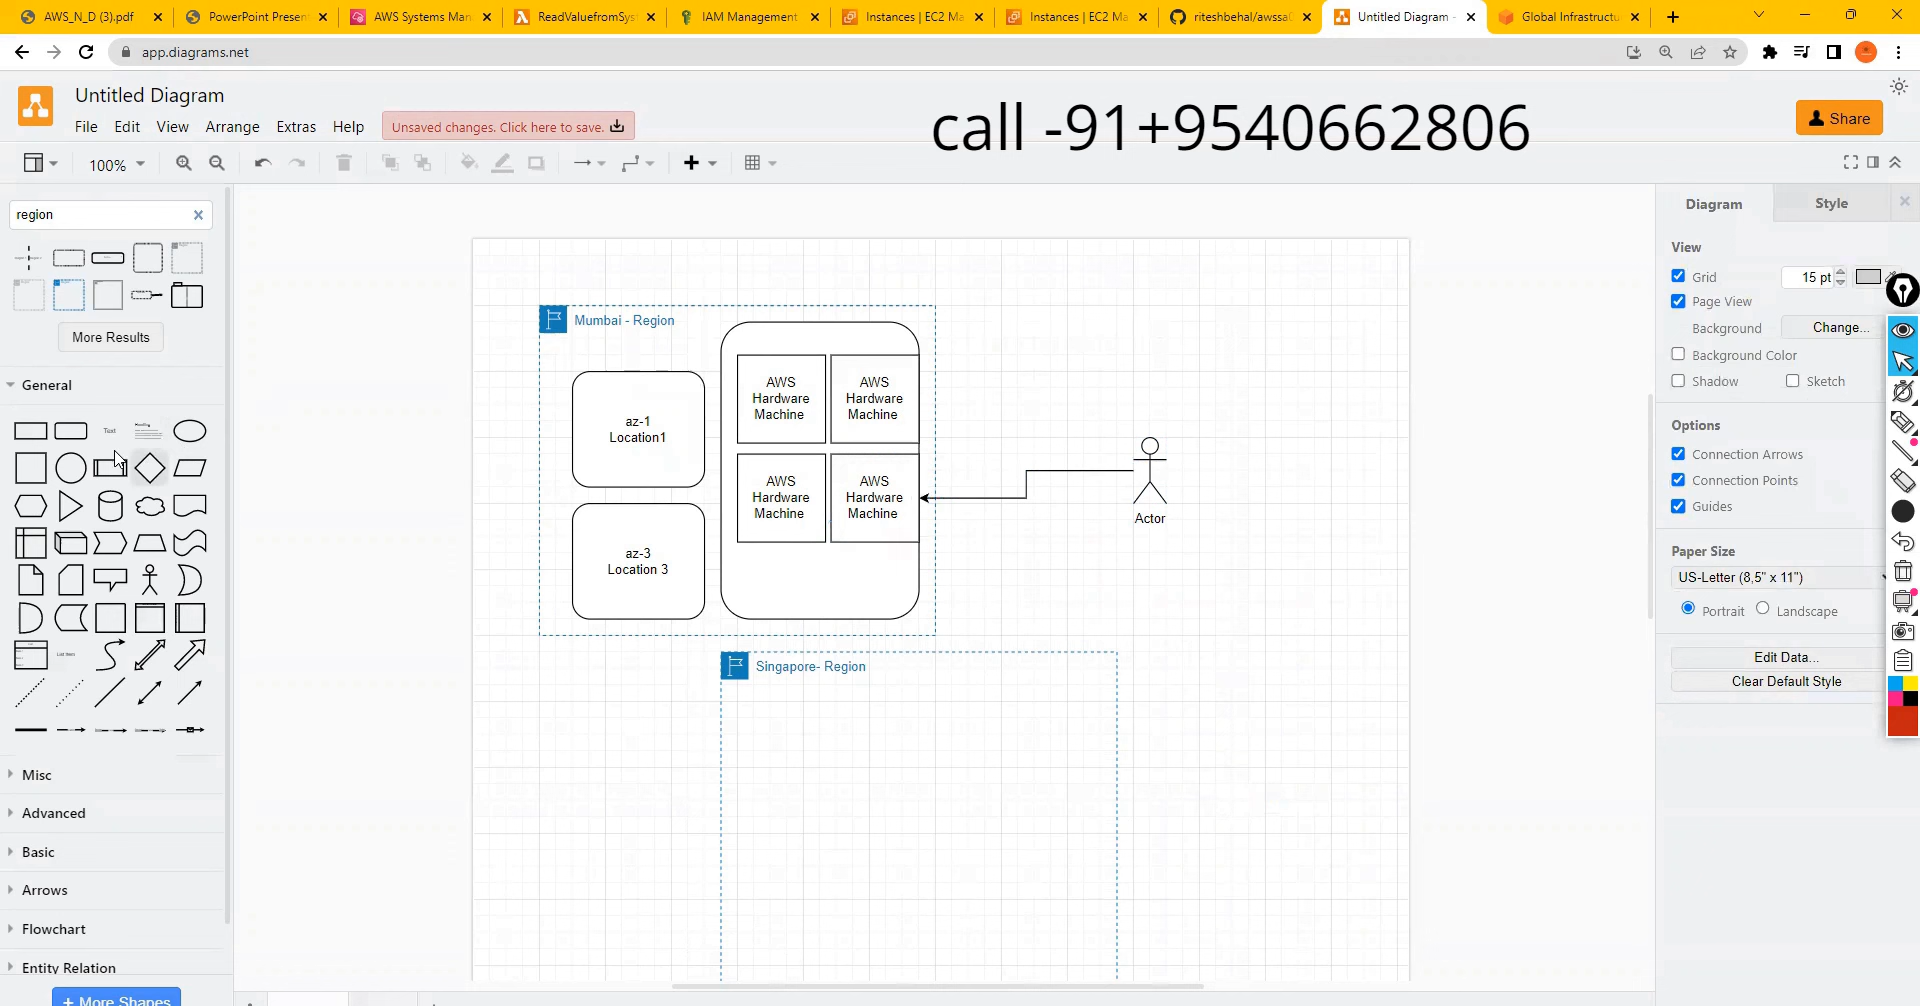 AWS_N_D (3).pdf
PowerPoint Presen
AWS Systems Man
ReadValuefromSys
IAM Management
Instances | EC2 Ma
Instances | EC2 Ma
riteshbehal/awssa
Untitled Diagram -
Global Infrastructu
app.diagrams.net
Untitled Diagram
File Edit View Arrange Extras Help
Unsaved changes. Click here to save.
call -91+9540662806
Share
100%
region
More Results
General
Text
Heading
List Item
Misc
Advanced
Basic
Arrows
Flowchart
Entity Relation
+ More Shapes
Mumbai - Region
az-1
Location1
az-3
Location 3
AWS
Hardware
Machine
AWS
Hardware
Machine
AWS
Hardware
Machine
AWS
Hardware
Machine
Actor
Singapore- Region
Diagram
Style
View
Grid
15 pt
Page View
Background
Change...
Background Color
Shadow
Sketch
Options
Connection Arrows
Connection Points
Guides
Paper Size
US-Letter (8,5" x 11")
Portrait
Landscape
Edit Data...
Clear Default Style